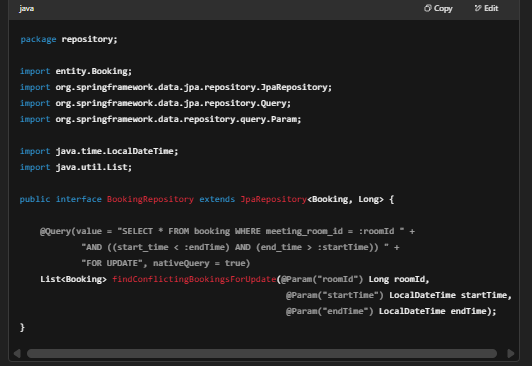 java
Copy
Edit
package repository;
import entity.Booking;
import org.springframework.data.jpa.repository.JpaRepository;
import org.springframework.data.jpa.repository.Query;
import org.springframework.data.repository.query.Param;
import java.time.LocalDateTime;
import java.util.List;
public interface BookingRepository extends JpaRepository<Booking, Long> {
    @Query(value = "SELECT * FROM booking WHERE meeting_room_id = :roomId " +
            "AND ((start_time < :endTime) AND (end_time > :startTime)) " +
            "FOR UPDATE", nativeQuery = true)
    List<Booking> findConflictingBookingsForUpdate(@Param("roomId") Long roomId,
                                                   @Param("startTime") LocalDateTime startTime,
                                                   @Param("endTime") LocalDateTime endTime);
}